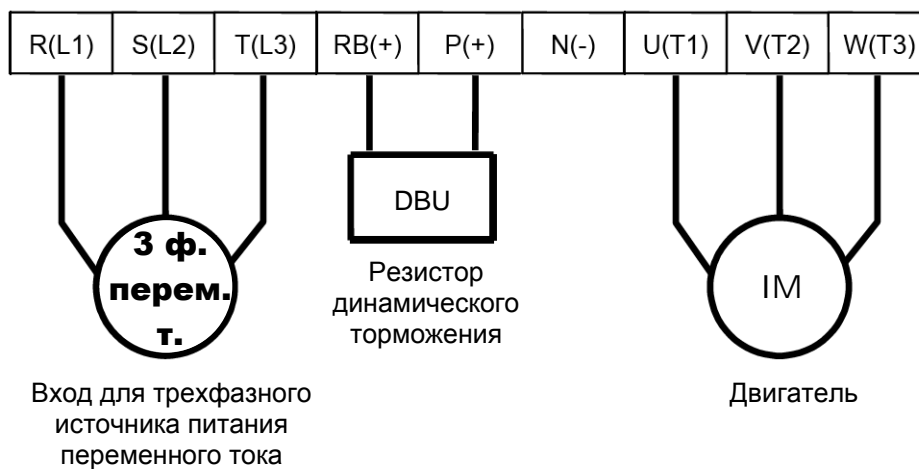 R(L1) S(L2) T(L3) RB(+) P(+) N(-) U(T1) V(T2) W(T3)
DBU
3 ф.
перем.
т.
IM
Резистор
динамического
торможения
Вход для трехфазного
источника питания
переменного тока
Двигатель